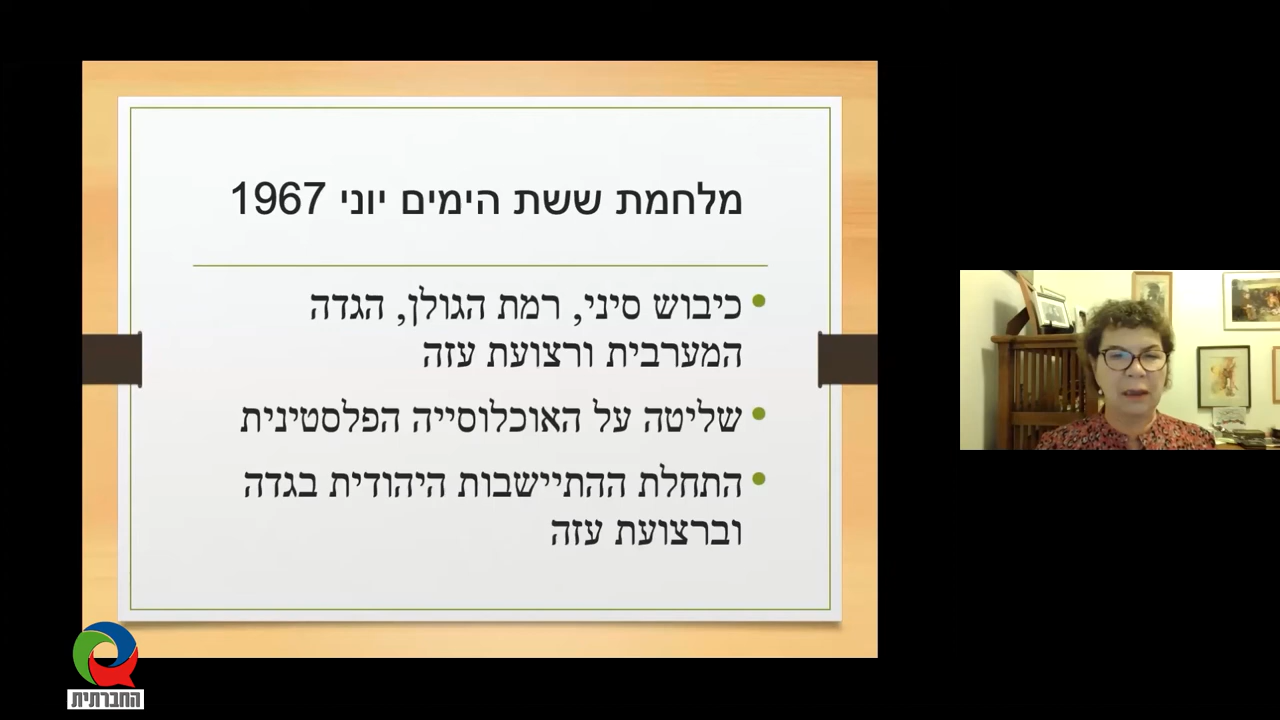 מלחמת ששת הימים יוני 1967
• כיבוש סיני, רמת הגולן, הגדה
המערבית ורצועת עזה
• שליטה על האוכלוסייה הפלסטינית
• התחלת ההתיישבות היהודית בגדה
וברצועת עזה
החברתית